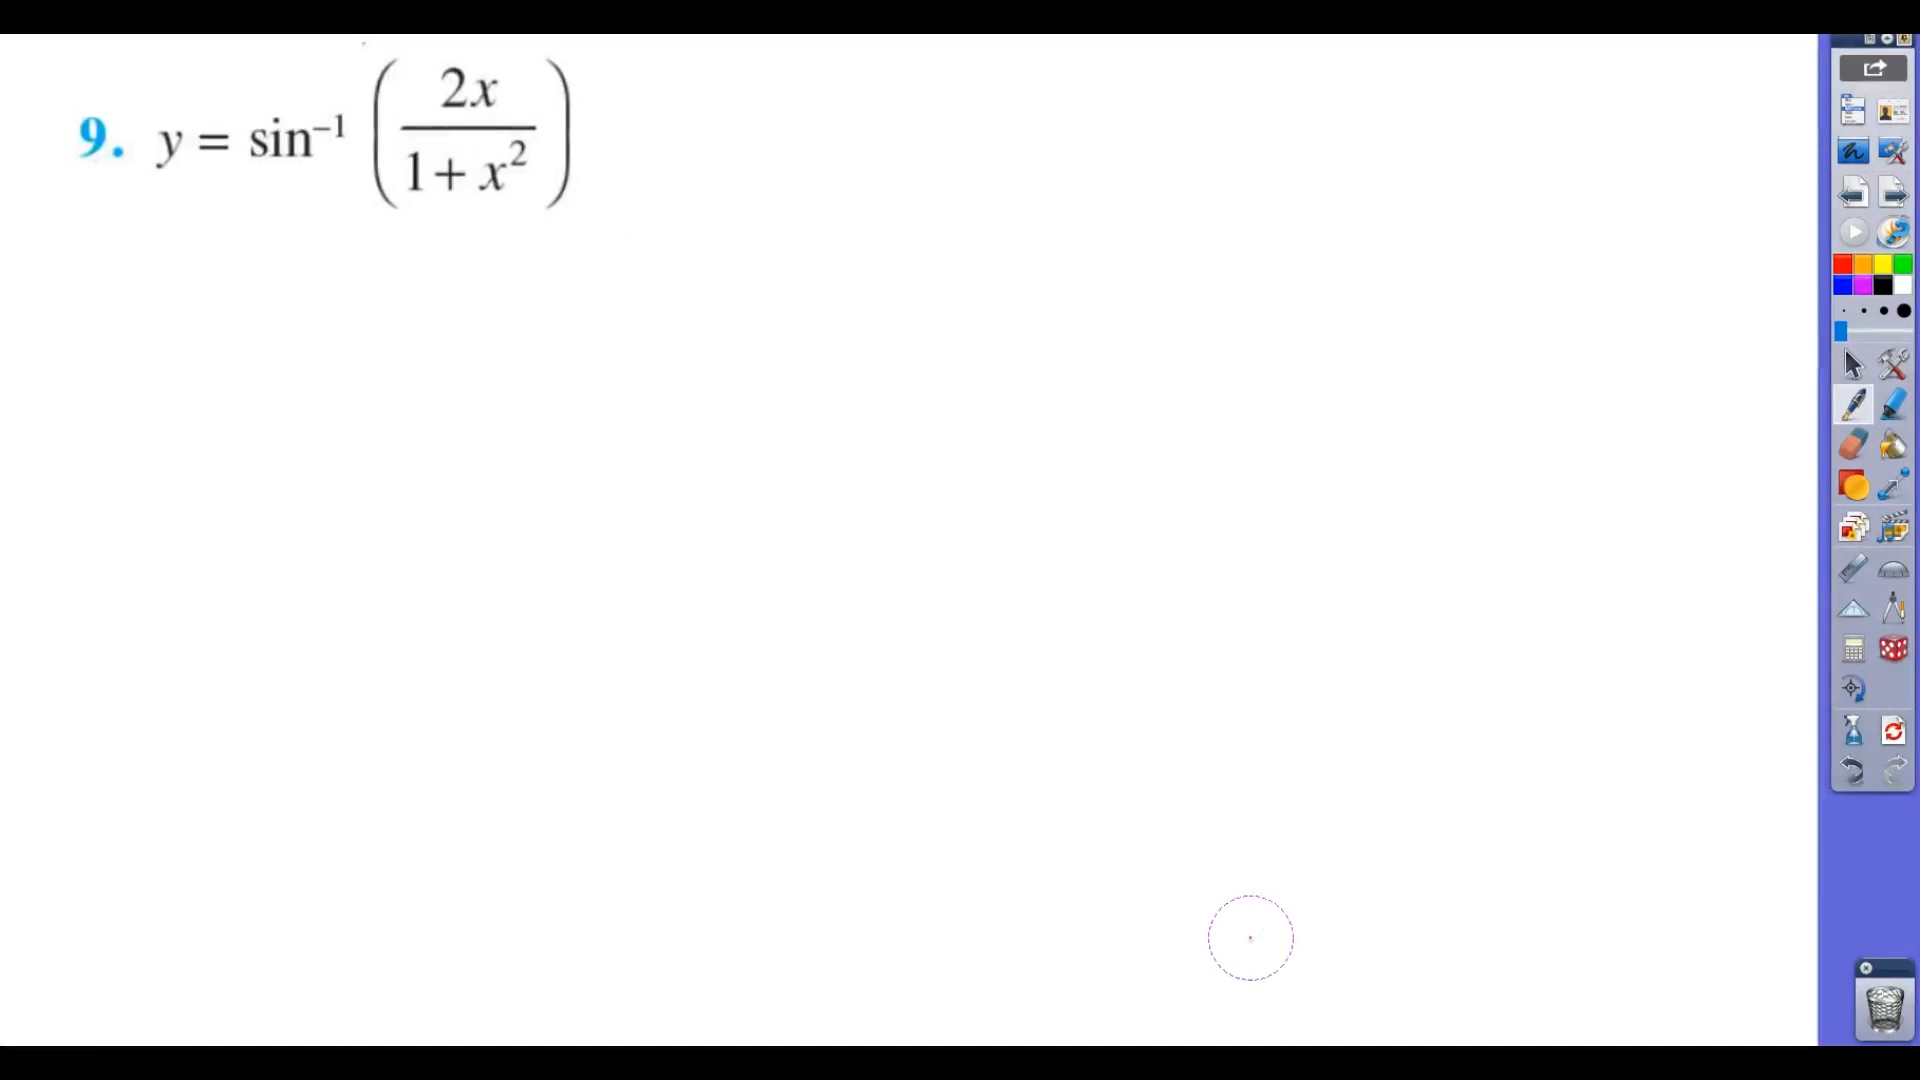 9. y = sin⁻¹ (2x / 1 + x²)